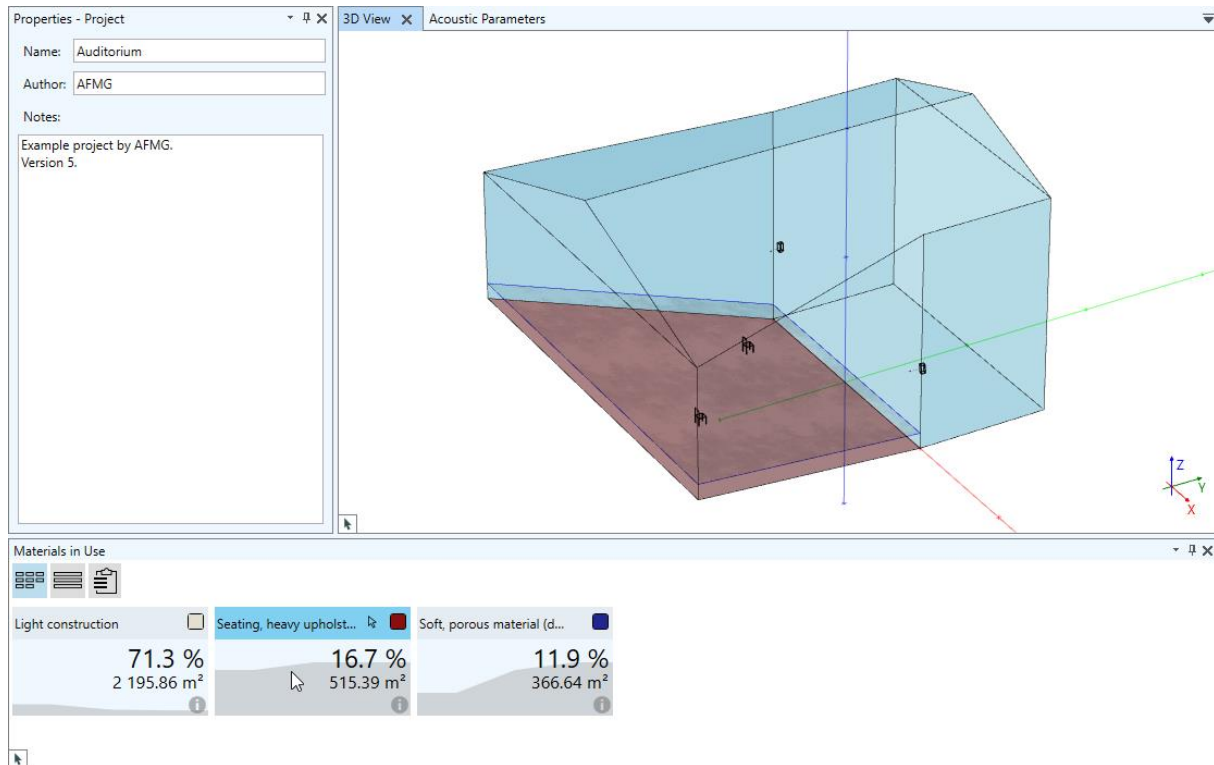 Properties - Project
Name: Auditorium
Author: AFMG
Notes:
Example project by AFMG.
Version 5.
3D View
Acoustic Parameters
Z
Y
X
Materials in Use
Light construction
71.3 %
2 195.86 m²
Seating, heavy upholst...
16.7 %
515.39 m²
Soft, porous material (d...
11.9 %
366.64 m²